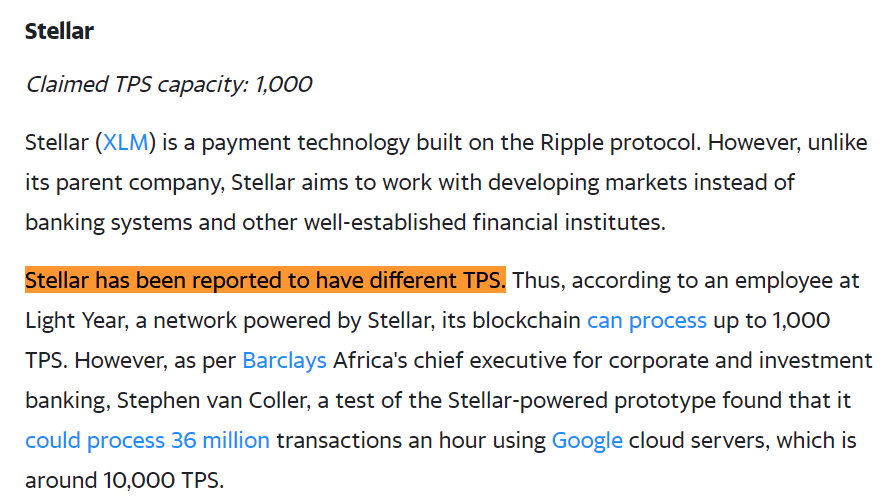 Stellar
Claimed TPS capacity: 1,000
Stellar (XLM) is a payment technology built on the Ripple protocol. However, unlike
its parent company, Stellar aims to work with developing markets instead of
banking systems and other well-established financial institutes.
Stellar has been reported to have different TPS. Thus, according to an employee at
Light Year, a network powered by Stellar, its blockchain can process up to 1,000
TPS. However, as per Barclays Africa's chief executive for corporate and investment
banking, Stephen van Coller, a test of the Stellar-powered prototype found that it
could process 36 million transactions an hour using Google cloud servers, which is
around 10,000 TPS.